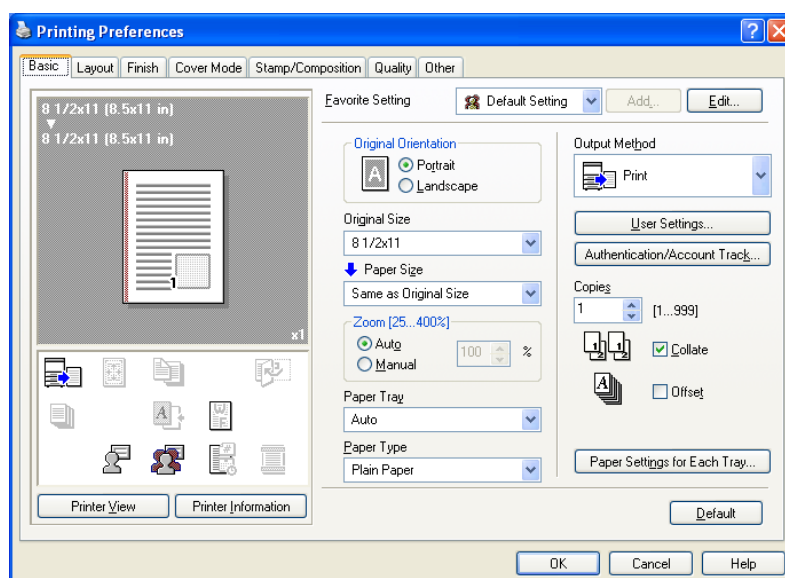 Printing Preferences
Basic Layout Finish Cover Mode Stamp/Composition Quality Other
8 1/2x11 (8.5x11 in)
8 1/2x11 (8.5x11 in)
1
x1
Printer View Printer Information
Favorite Setting Default Setting Add... Edit...
Original Orientation
A
Portrait
Landscape
Original Size
8 1/2x11
Paper Size
Same as Original Size
Zoom [25...400%]
Auto
Manual
100 %
Paper Tray
Auto
Paper Type
Plain Paper
Output Method
Print
User Settings...
Authentication/Account Track...
Copies
1 [1...999]
Collate
Offset
Paper Settings for Each Tray...
Default
OK Cancel Help